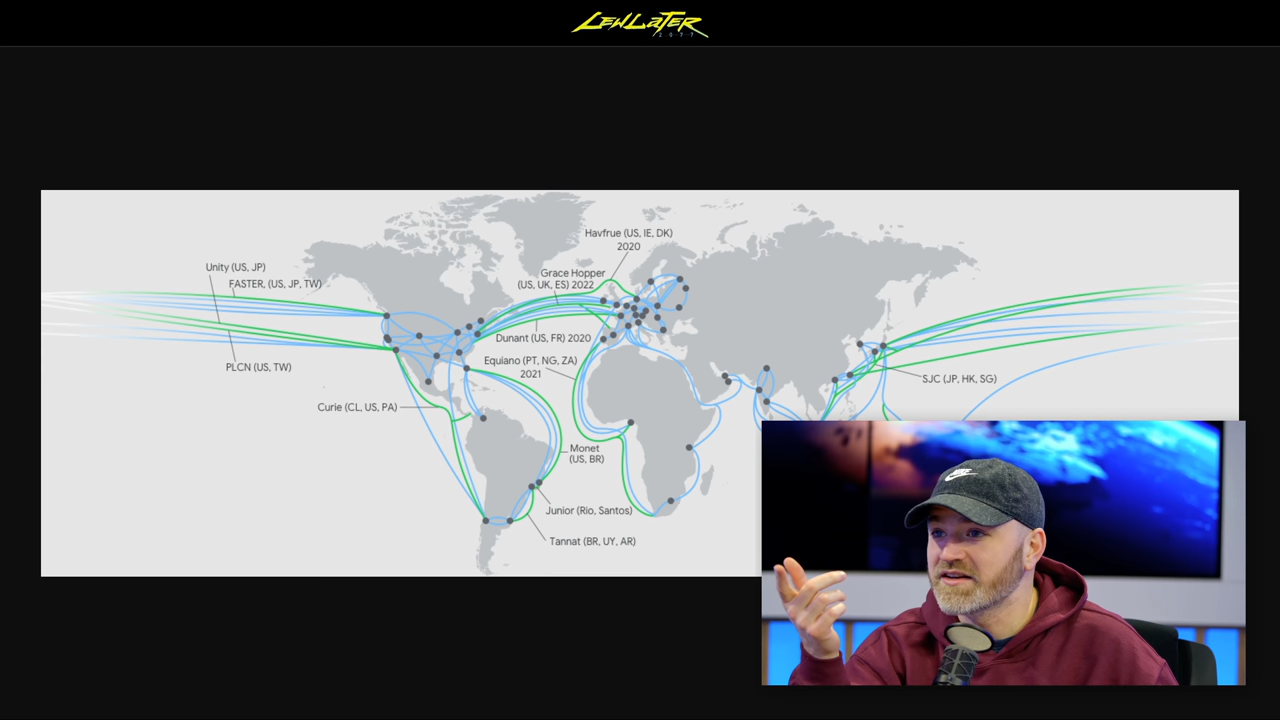 LEWLATER
2077
Havfrue (US, IE, DK)
2020
Unity (US, JP)
FASTER, (US, JP, TW)
Grace Hopper
(US, UK, ES) 2022
Dunant (US, FR) 2020
PLCN (US, TW)
Equiano (PT, NG, ZA)
2021
SJC (JP, HK, SG)
Curie (CL, US, PA)
Monet
(US, BR)
Junior (Rio, Santos)
Tannat (BR, UY, AR)